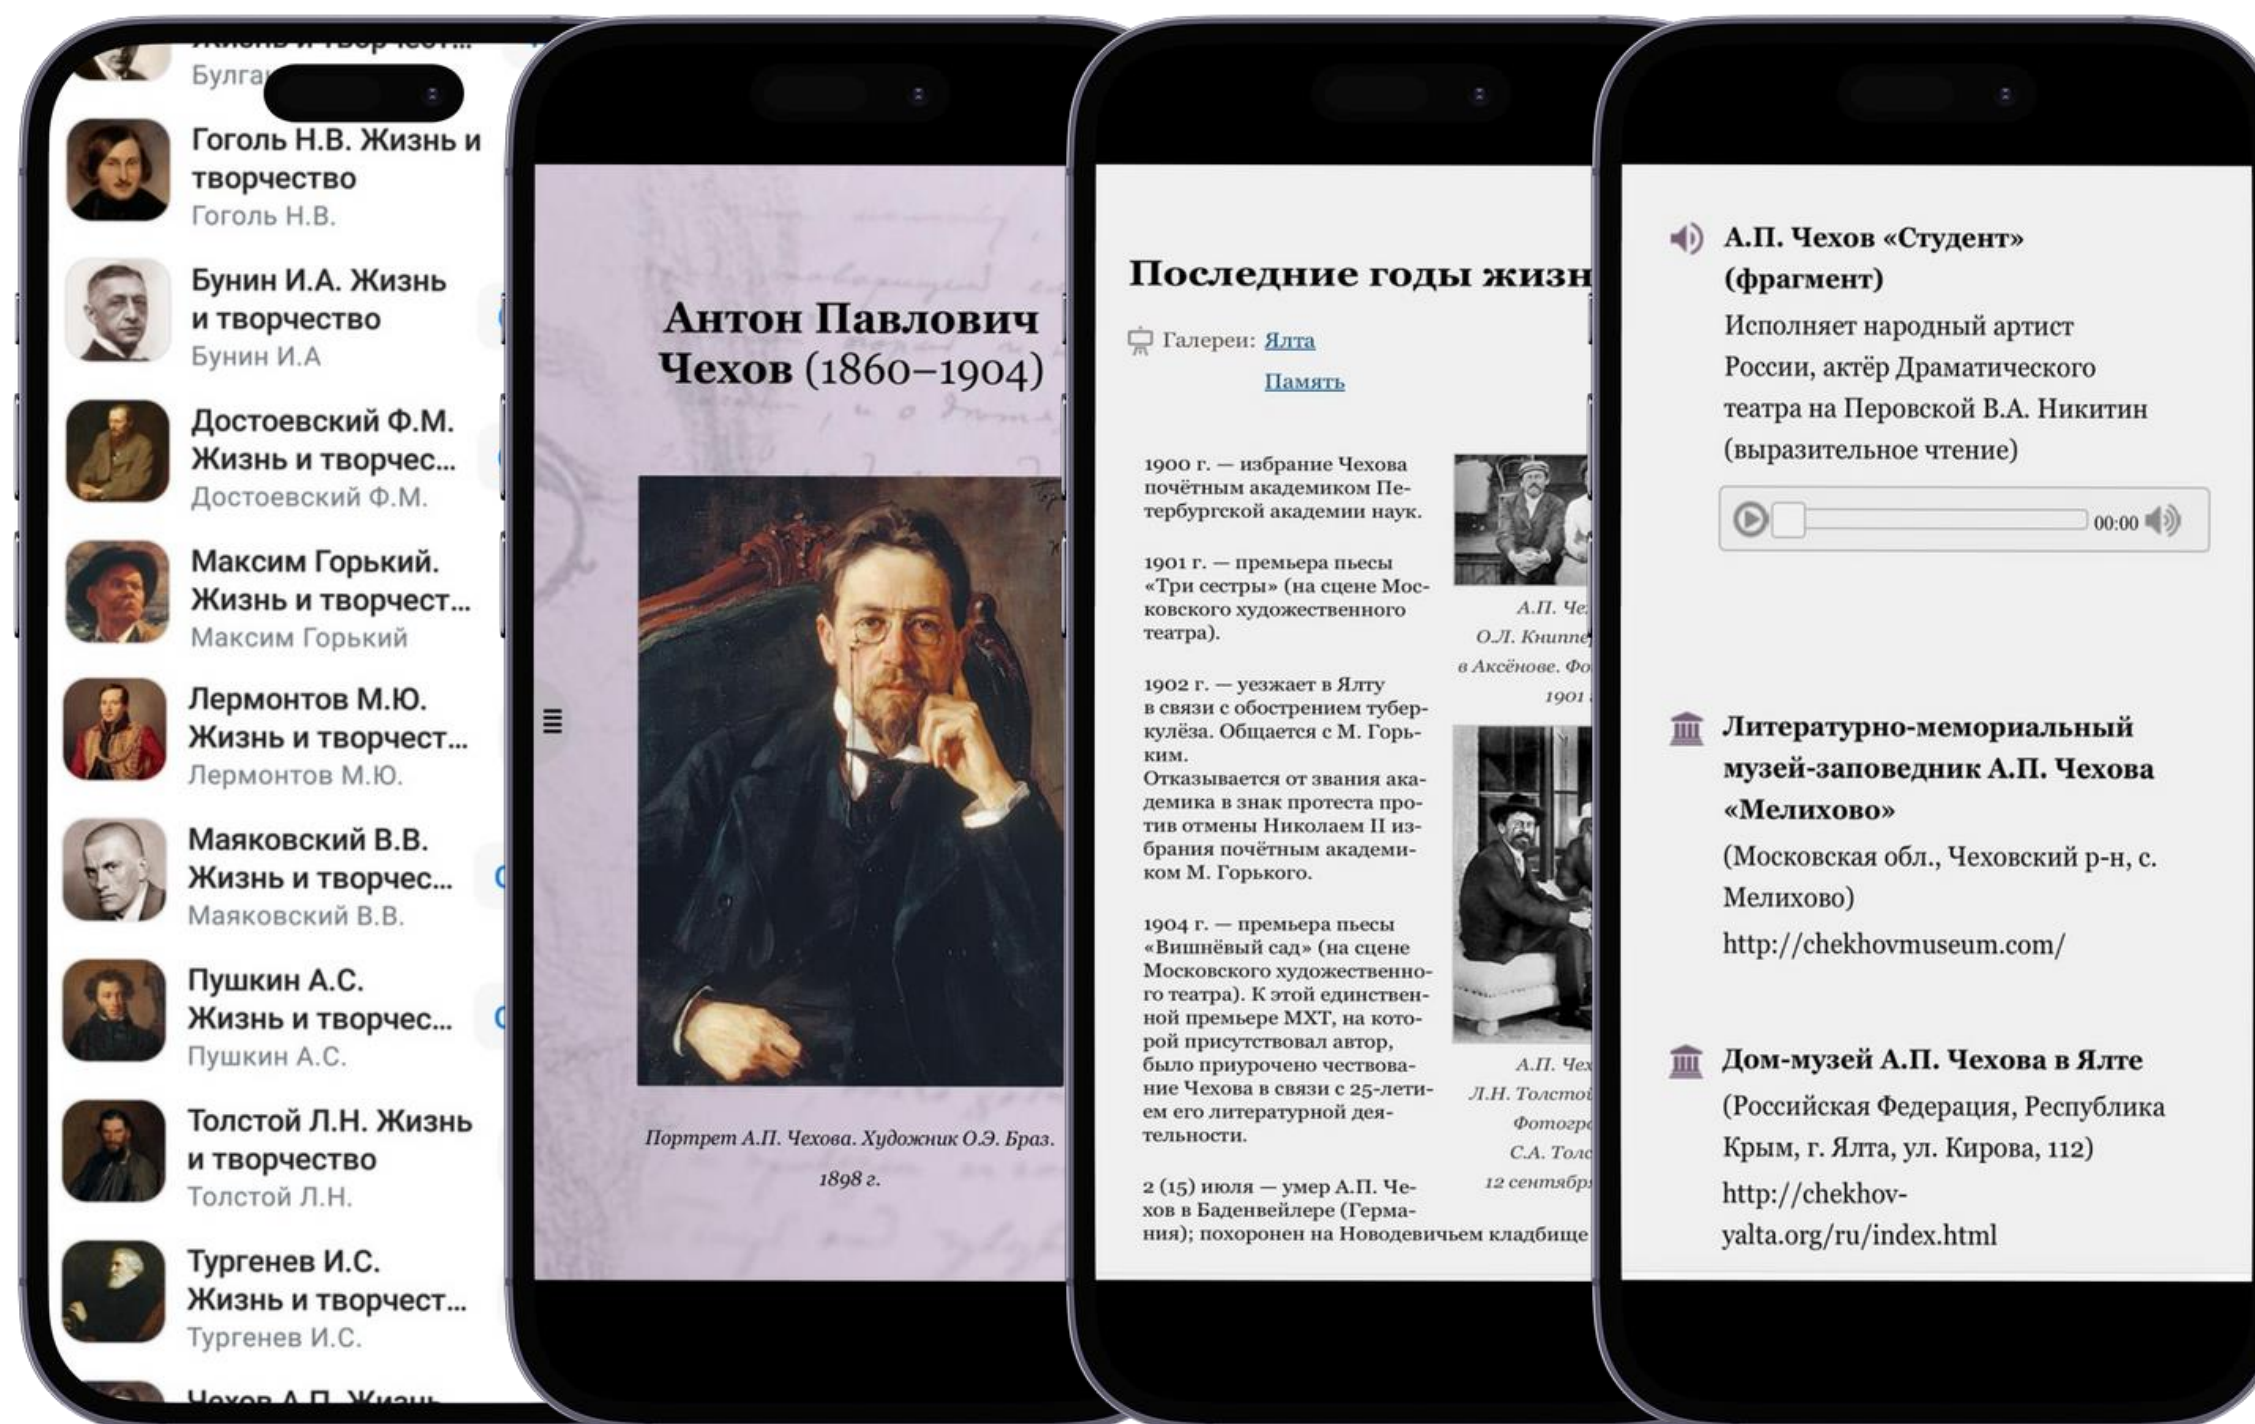 Гоголь Н.В. Жизнь и
творчество
Гоголь Н.В.
Бунин И.А. Жизнь
и творчество
Бунин И.А
Достоевский Ф.М.
Жизнь и творчес...
Достоевский Ф.М.
Максим Горький.
Жизнь и творчест...
Максим Горький
Лермонтов М.Ю.
Жизнь и творчест...
Лермонтов М.Ю.
Маяковский В.В.
Жизнь и творчес...
Маяковский В.В.
Пушкин А.С.
Жизнь и творчес...
Пушкин А.С.
Толстой Л.Н. Жизнь
и творчество
Толстой Л.Н.
Тургенев И.С.
Жизнь и творчест...
Тургенев И.С.
Чехов А.П. Жизнь
Антон Павлович
Чехов (1860–1904)
Портрет А.П. Чехова. Художник О.Э. Браз.
1898 г.
Последние годы жизн
Галереи: Ялта
Память
1900 г. — избрание Чехова
почётным академиком Пе-
тербургской академии наук.
1901 г. — премьера пьесы
«Три сестры» (на сцене Мос-
ковского художественного
театра).
1902 г. — уезжает в Ялту
в связи с обострением тубер-
кулёза. Общается с М. Горь-
ким.
Отказывается от звания ака-
демика в знак протеста про-
тив отмены Николаем II из-
брания почётным академи-
ком М. Горького.
1904 г. — премьера пьесы
«Вишнёвый сад» (на сцене
Московского художественно-
го театра). К этой единствен-
ной премьере МХТ, на кото-
рой присутствовал автор,
было приурочено чествова-
ние Чехова в связи с 25-лети-
ем его литературной дея-
тельности.
2 (15) июля — умер А.П. Че-
хов в Баденвейлере (Герма-
ния); похоронен на Новодевичьем кладбище
А.П. Че
О.Л. Книппе
в Аксёнове. Фо
1901
А.П. Чех
Л.Н. Толстой
Фотогр
С.А. Толс
12 сентябр
А.П. Чехов «Студент»
(фрагмент)
Исполняет народный артист
России, актёр Драматического
театра на Перовской В.А. Никитин
(выразительное чтение)
00:00
Литературно-мемориальный
музей-заповедник А.П. Чехова
«Мелихово»
(Московская обл., Чеховский р-н, с.
Мелихово)
http://chekhovmuseum.com/
Дом-музей А.П. Чехова в Ялте
(Российская Федерация, Республика
Крым, г. Ялта, ул. Кирова, 112)
http://chekhov-
yalta.org/ru/index.html